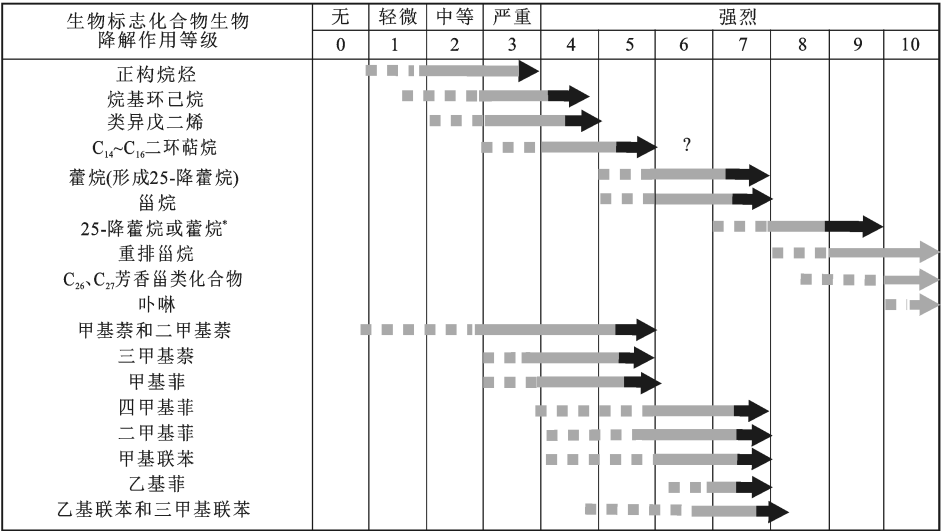 生物标志化合物生物
降解作用等级
无 轻微 中等 严重 强烈
0 1 2 3 4 5 6 7 8 9 10
正构烷烃
烷基环己烷
类异戊二烯
C₁₄~C₁₆二环萜烷 ?
藿烷(形成25-降藿烷)
甾烷
25-降藿烷或藿烷*
重排甾烷
C₂₆、C₂₇芳香甾类化合物
卟啉
甲基萘和二甲基萘
三甲基萘
甲基菲
四甲基菲
二甲基菲
甲基联苯
乙基菲
乙基联苯和三甲基联苯